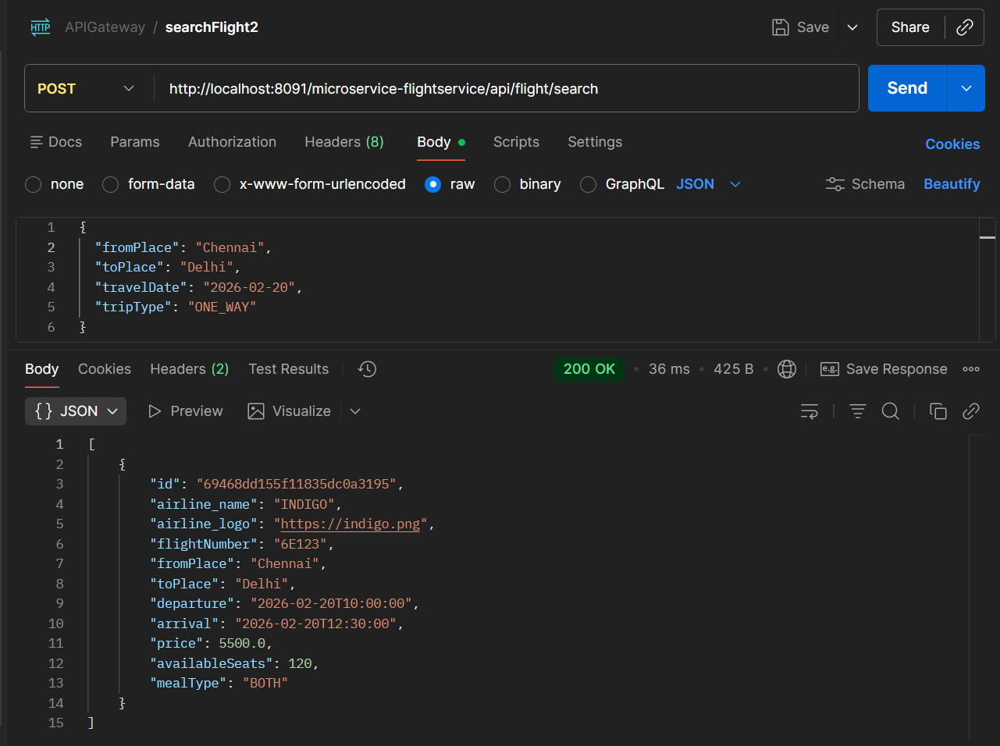 HTTP APIGateway / searchFlight2 Save Share
POST http://localhost:8091/microservice-flightservice/api/flight/search Send
Docs Params Authorization Headers (8) Body Scripts Settings Cookies
none form-data x-www-form-urlencoded raw binary GraphQL JSON Schema Beautify
1 {
2 "fromPlace": "Chennai",
3 "toPlace": "Delhi",
4 "travelDate": "2026-02-20",
5 "tripType": "ONE_WAY"
6 }
Body Cookies Headers (2) Test Results 200 OK • 36 ms • 425 B • e.g. Save Response
{} JSON Preview Visualize
1 [
2 {
3 "id": "69468dd155f11835dc0a3195",
4 "airline_name": "INDIGO",
5 "airline_logo": "https://indigo.png",
6 "flightNumber": "6E123",
7 "fromPlace": "Chennai",
8 "toPlace": "Delhi",
9 "departure": "2026-02-20T10:00:00",
10 "arrival": "2026-02-20T12:30:00",
11 "price": 5500.0,
12 "availableSeats": 120,
13 "mealType": "BOTH"
14 }
15 ]